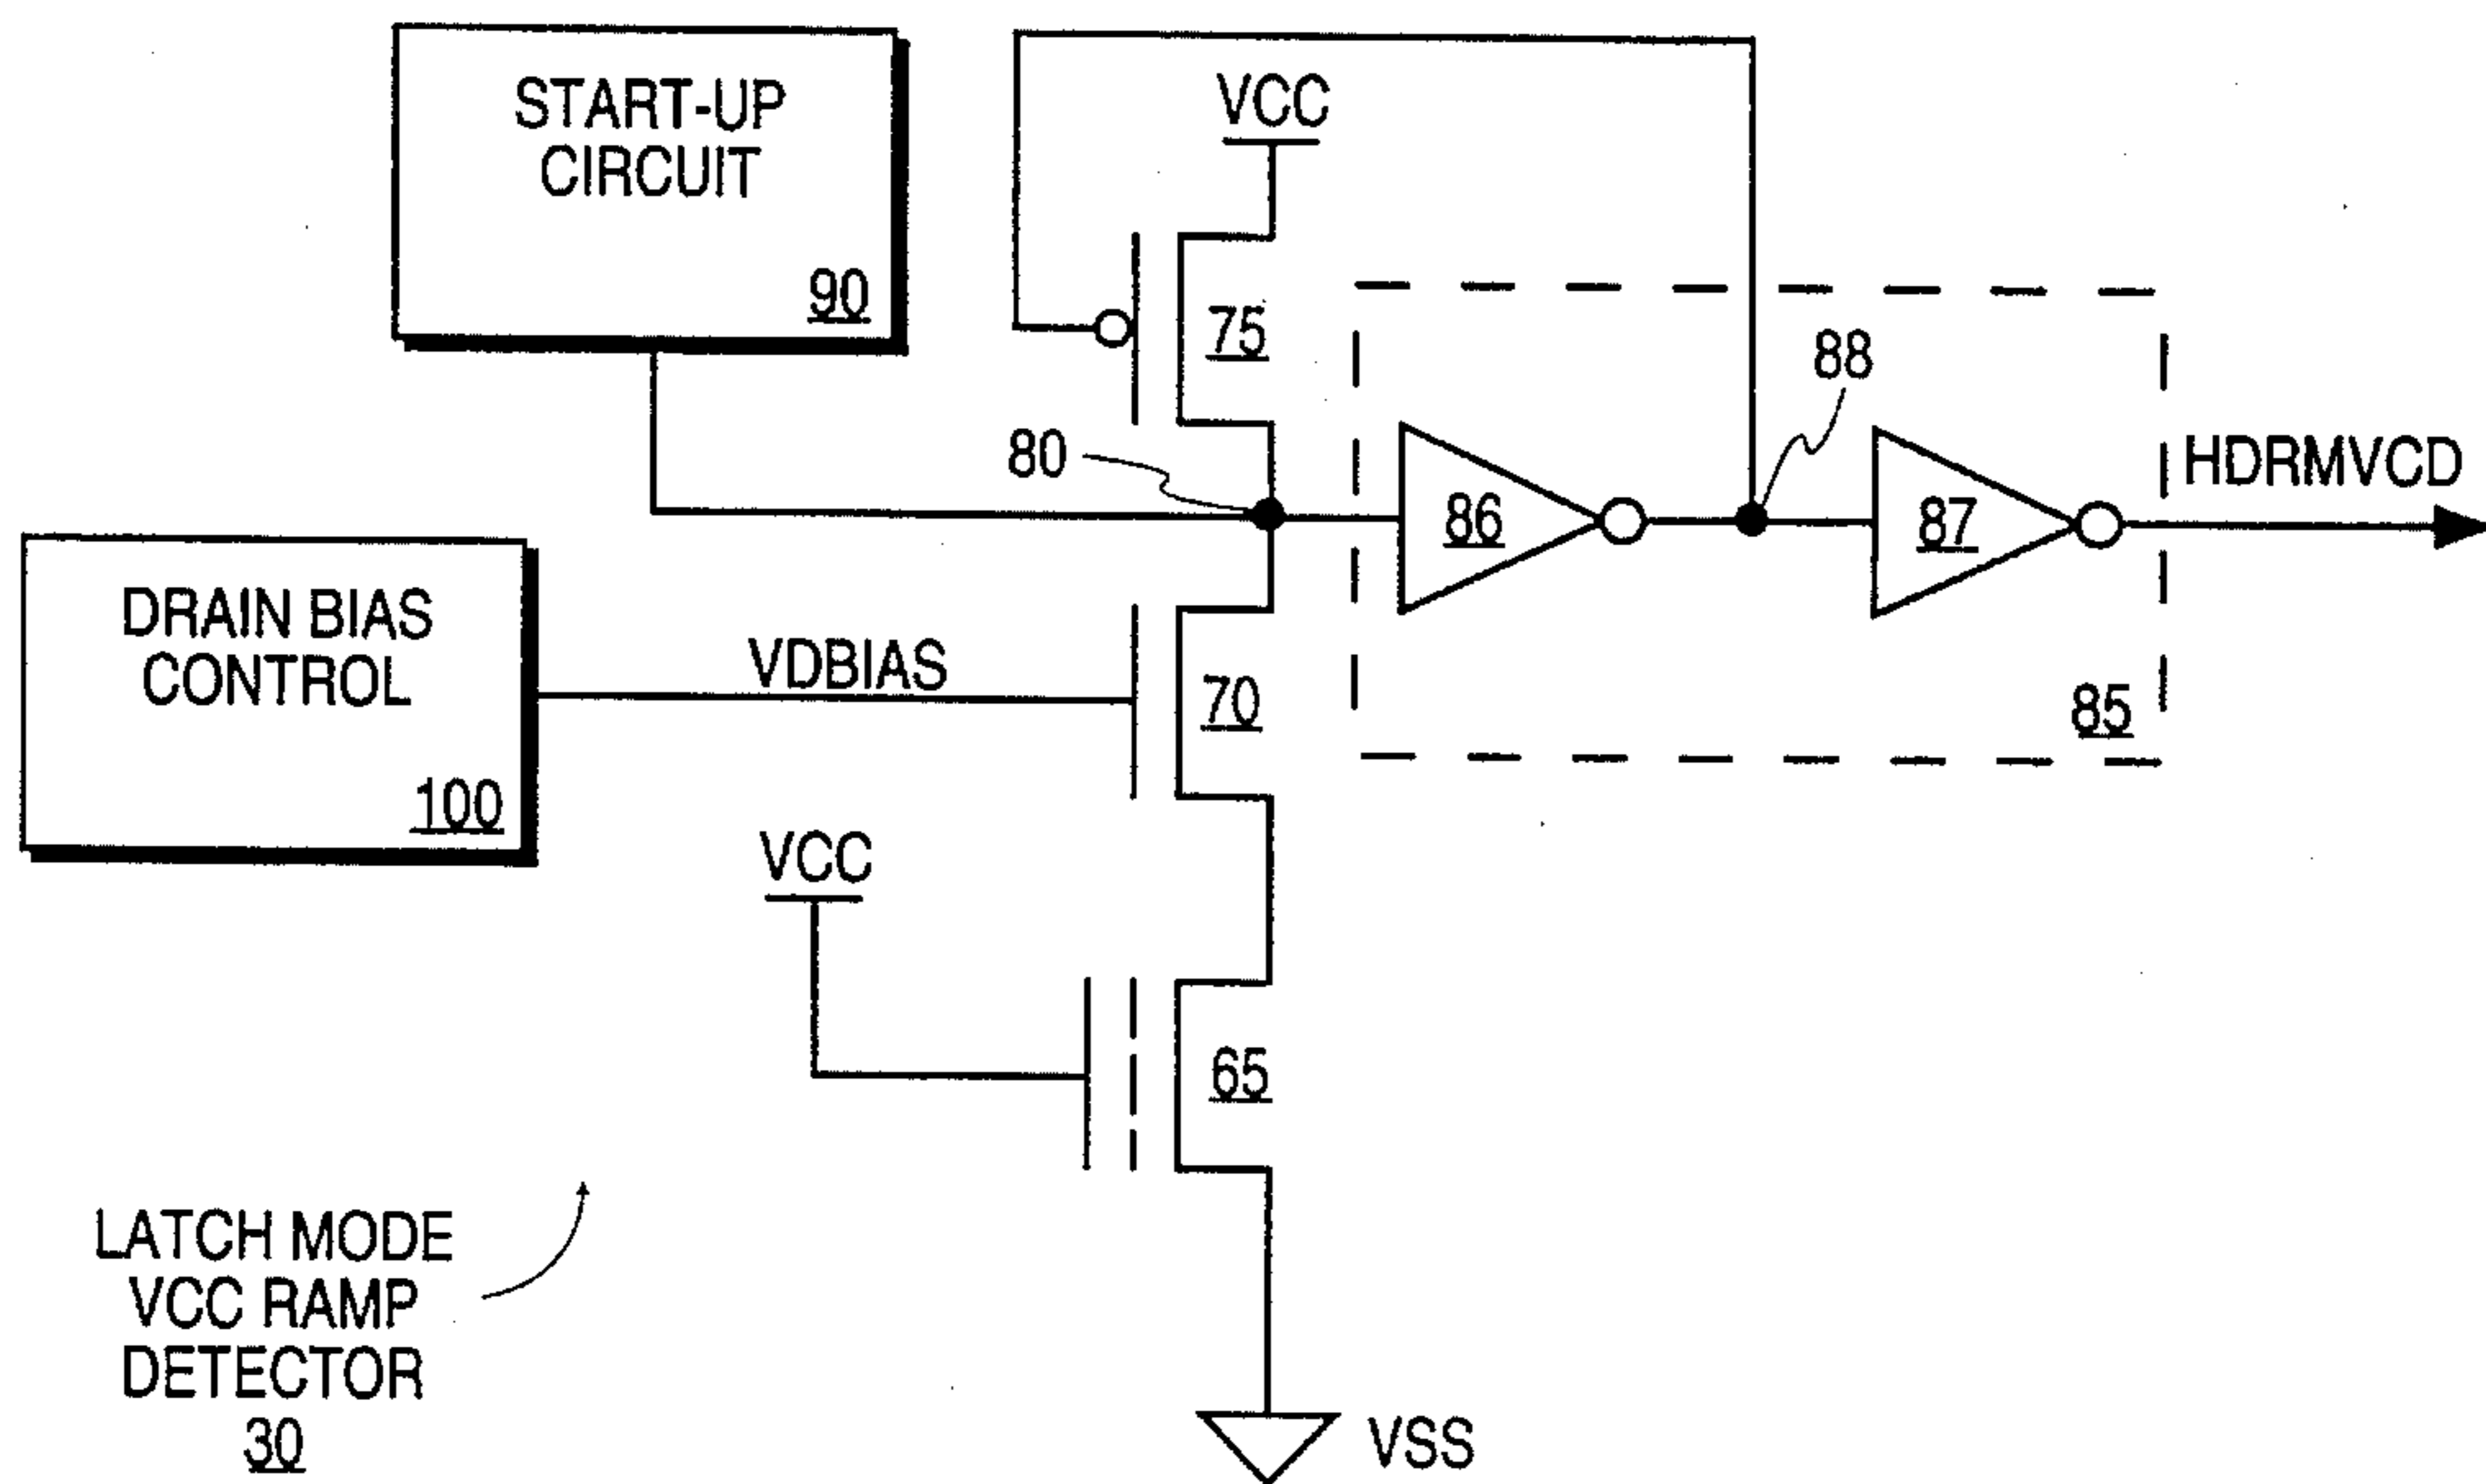 START-UP
CIRCUIT
90
VCC
75
80
86
88
87
HDRMVCD
85
DRAIN BIAS
CONTROL
100
VDBIAS
70
VCC
65
LATCH MODE
VCC RAMP
DETECTOR
30
VSS